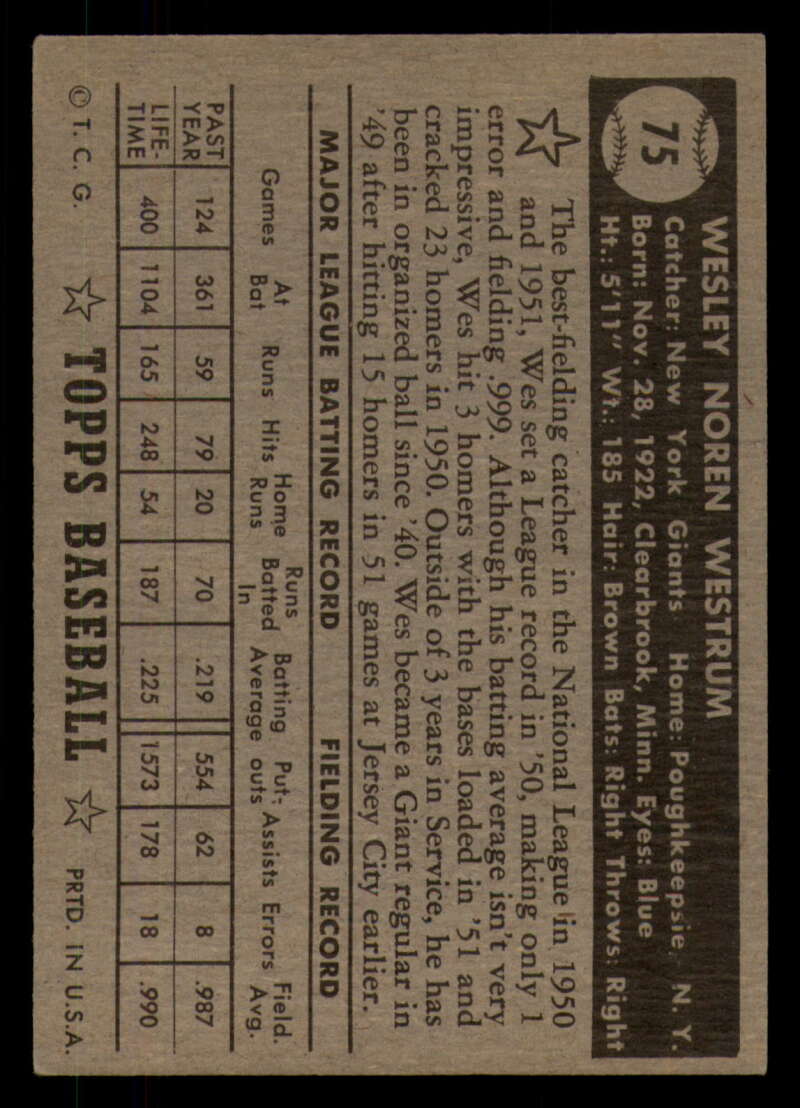 75
WESLEY NOREN WESTRUM
Catcher: New York Giants Home: Poughkeepsie, N. Y.
Born: Nov. 28, 1922, Clearbrook, Minn. Eyes: Blue
Ht.: 5'11" Wt.: 185 Hair: Brown Bats: Right Throws: Right
The best-fielding catcher in the National League in 1950
and 1951, Wes set a League record in '50, making only 1
error and fielding .999. Although his batting average isn't very
impressive, Wes hit 3 homers with the bases loaded in '51 and
cracked 23 homers in 1950. Outside of 3 years in Service, he has
been in organized ball since '40. Wes became a Giant regular in
'49 after hitting 15 homers in 51 games at Jersey City earlier.
MAJOR LEAGUE BATTING RECORD FIELDING RECORD
Games At Bat Runs Hits Home Runs Runs Batted In Batting Average Put-outs Assists Errors Field. Avg.
PAST YEAR 124 361 59 79 20 70 .219 554 62 8 .987
LIFE-TIME 400 1104 165 248 54 187 .225 1573 178 18 .990
© T. C. G. TOPPS BASEBALL PRTD. IN U.S.A.